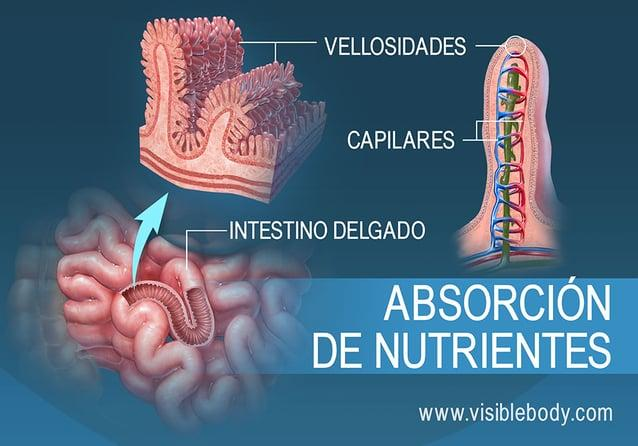 VELLOSIDADES
CAPILARES
INTESTINO DELGADO
ABSORCIÓN
DE NUTRIENTES
www.visiblebody.com